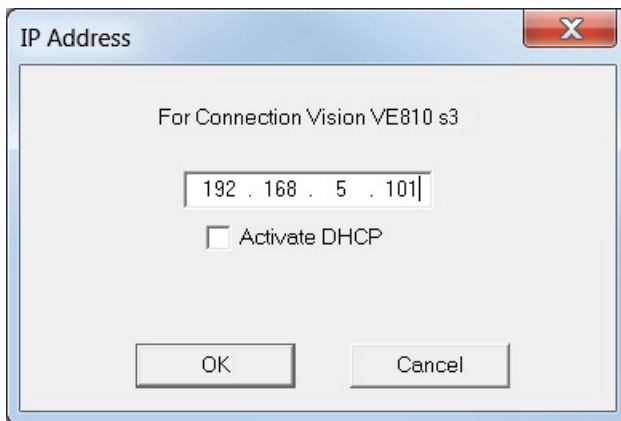 IP Address
X
For Connection Vision VE810 s3
192 . 168 . 5 . 101
Activate DHCP
OK Cancel